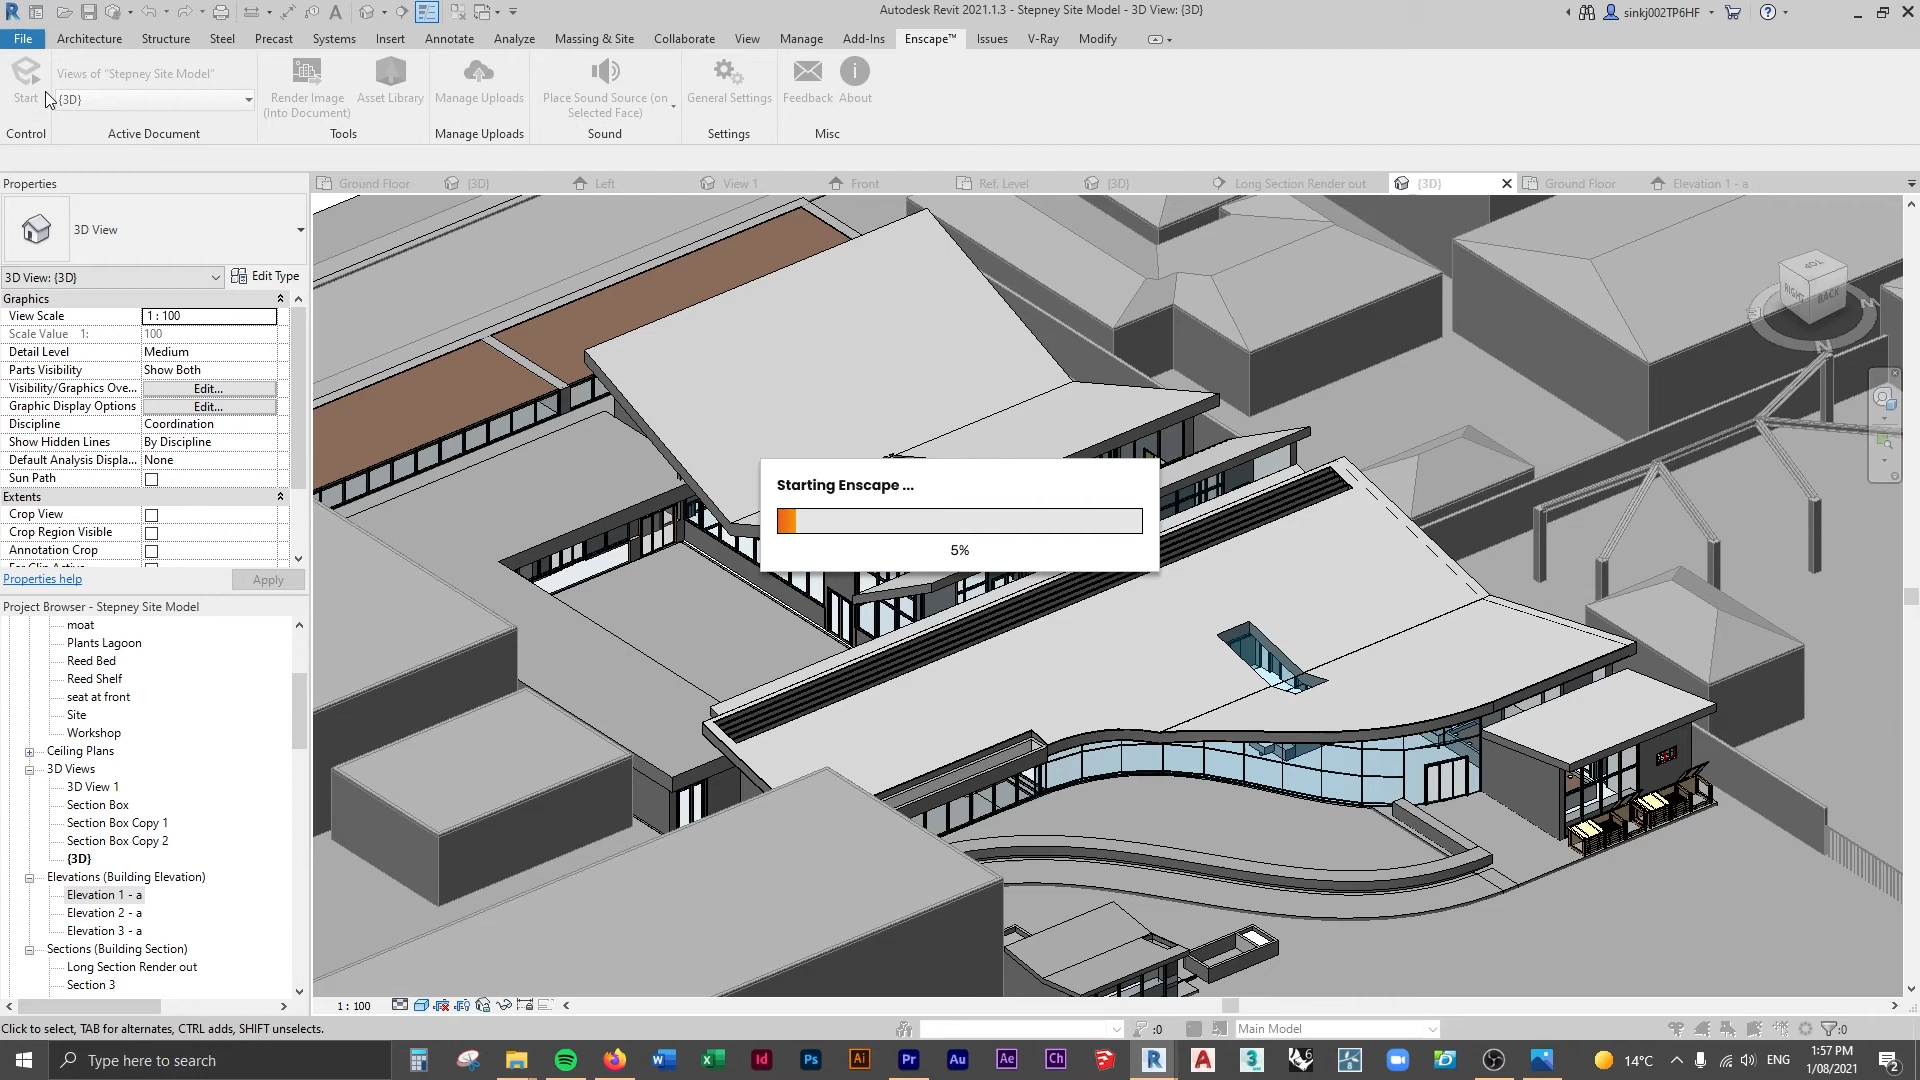 Autodesk Revit 2021.1.3 - Stepney Site Model - 3D View: {3D}
sinkj002TP6HF
File Architecture Structure Steel Precast Systems Insert Annotate Analyze Massing & Site Collaborate View Manage Add-Ins Enscape™ Issues V-Ray Modify
Start
Views of "Stepney Site Model"
{3D}
Render Image
(Into Document)
Asset Library
Manage Uploads
Place Sound Source (on
Selected Face)
General Settings
Feedback
About
Control
Active Document
Tools
Manage Uploads
Sound
Settings
Misc
Properties
Ground Floor {3D} Left View 1 Front Ref. Level {3D} Long Section Render out {3D} Ground Floor Elevation 1 - a
3D View
3D View: {3D}
Edit Type
Graphics
View Scale 1 : 100
Scale Value 1: 100
Detail Level Medium
Parts Visibility Show Both
Visibility/Graphics Ove... Edit...
Graphic Display Options Edit...
Discipline Coordination
Show Hidden Lines By Discipline
Default Analysis Displa... None
Sun Path
Extents
Crop View
Crop Region Visible
Annotation Crop
Properties help
Apply
Project Browser - Stepney Site Model
moat
Plants Lagoon
Reed Bed
Reed Shelf
seat at front
Site
Workshop
Ceiling Plans
3D Views
3D View 1
Section Box
Section Box Copy 1
Section Box Copy 2
{3D}
Elevations (Building Elevation)
Elevation 1 - a
Elevation 2 - a
Elevation 3 - a
Sections (Building Section)
Long Section Render out
Section 3
TOP
RIGHT
BACK
Starting Enscape ...
5%
1 : 100
Click to select, TAB for alternates, CTRL adds, SHIFT unselects.
:0
Main Model
:0
Type here to search
14°C
ENG
1:57 PM
1/08/2021